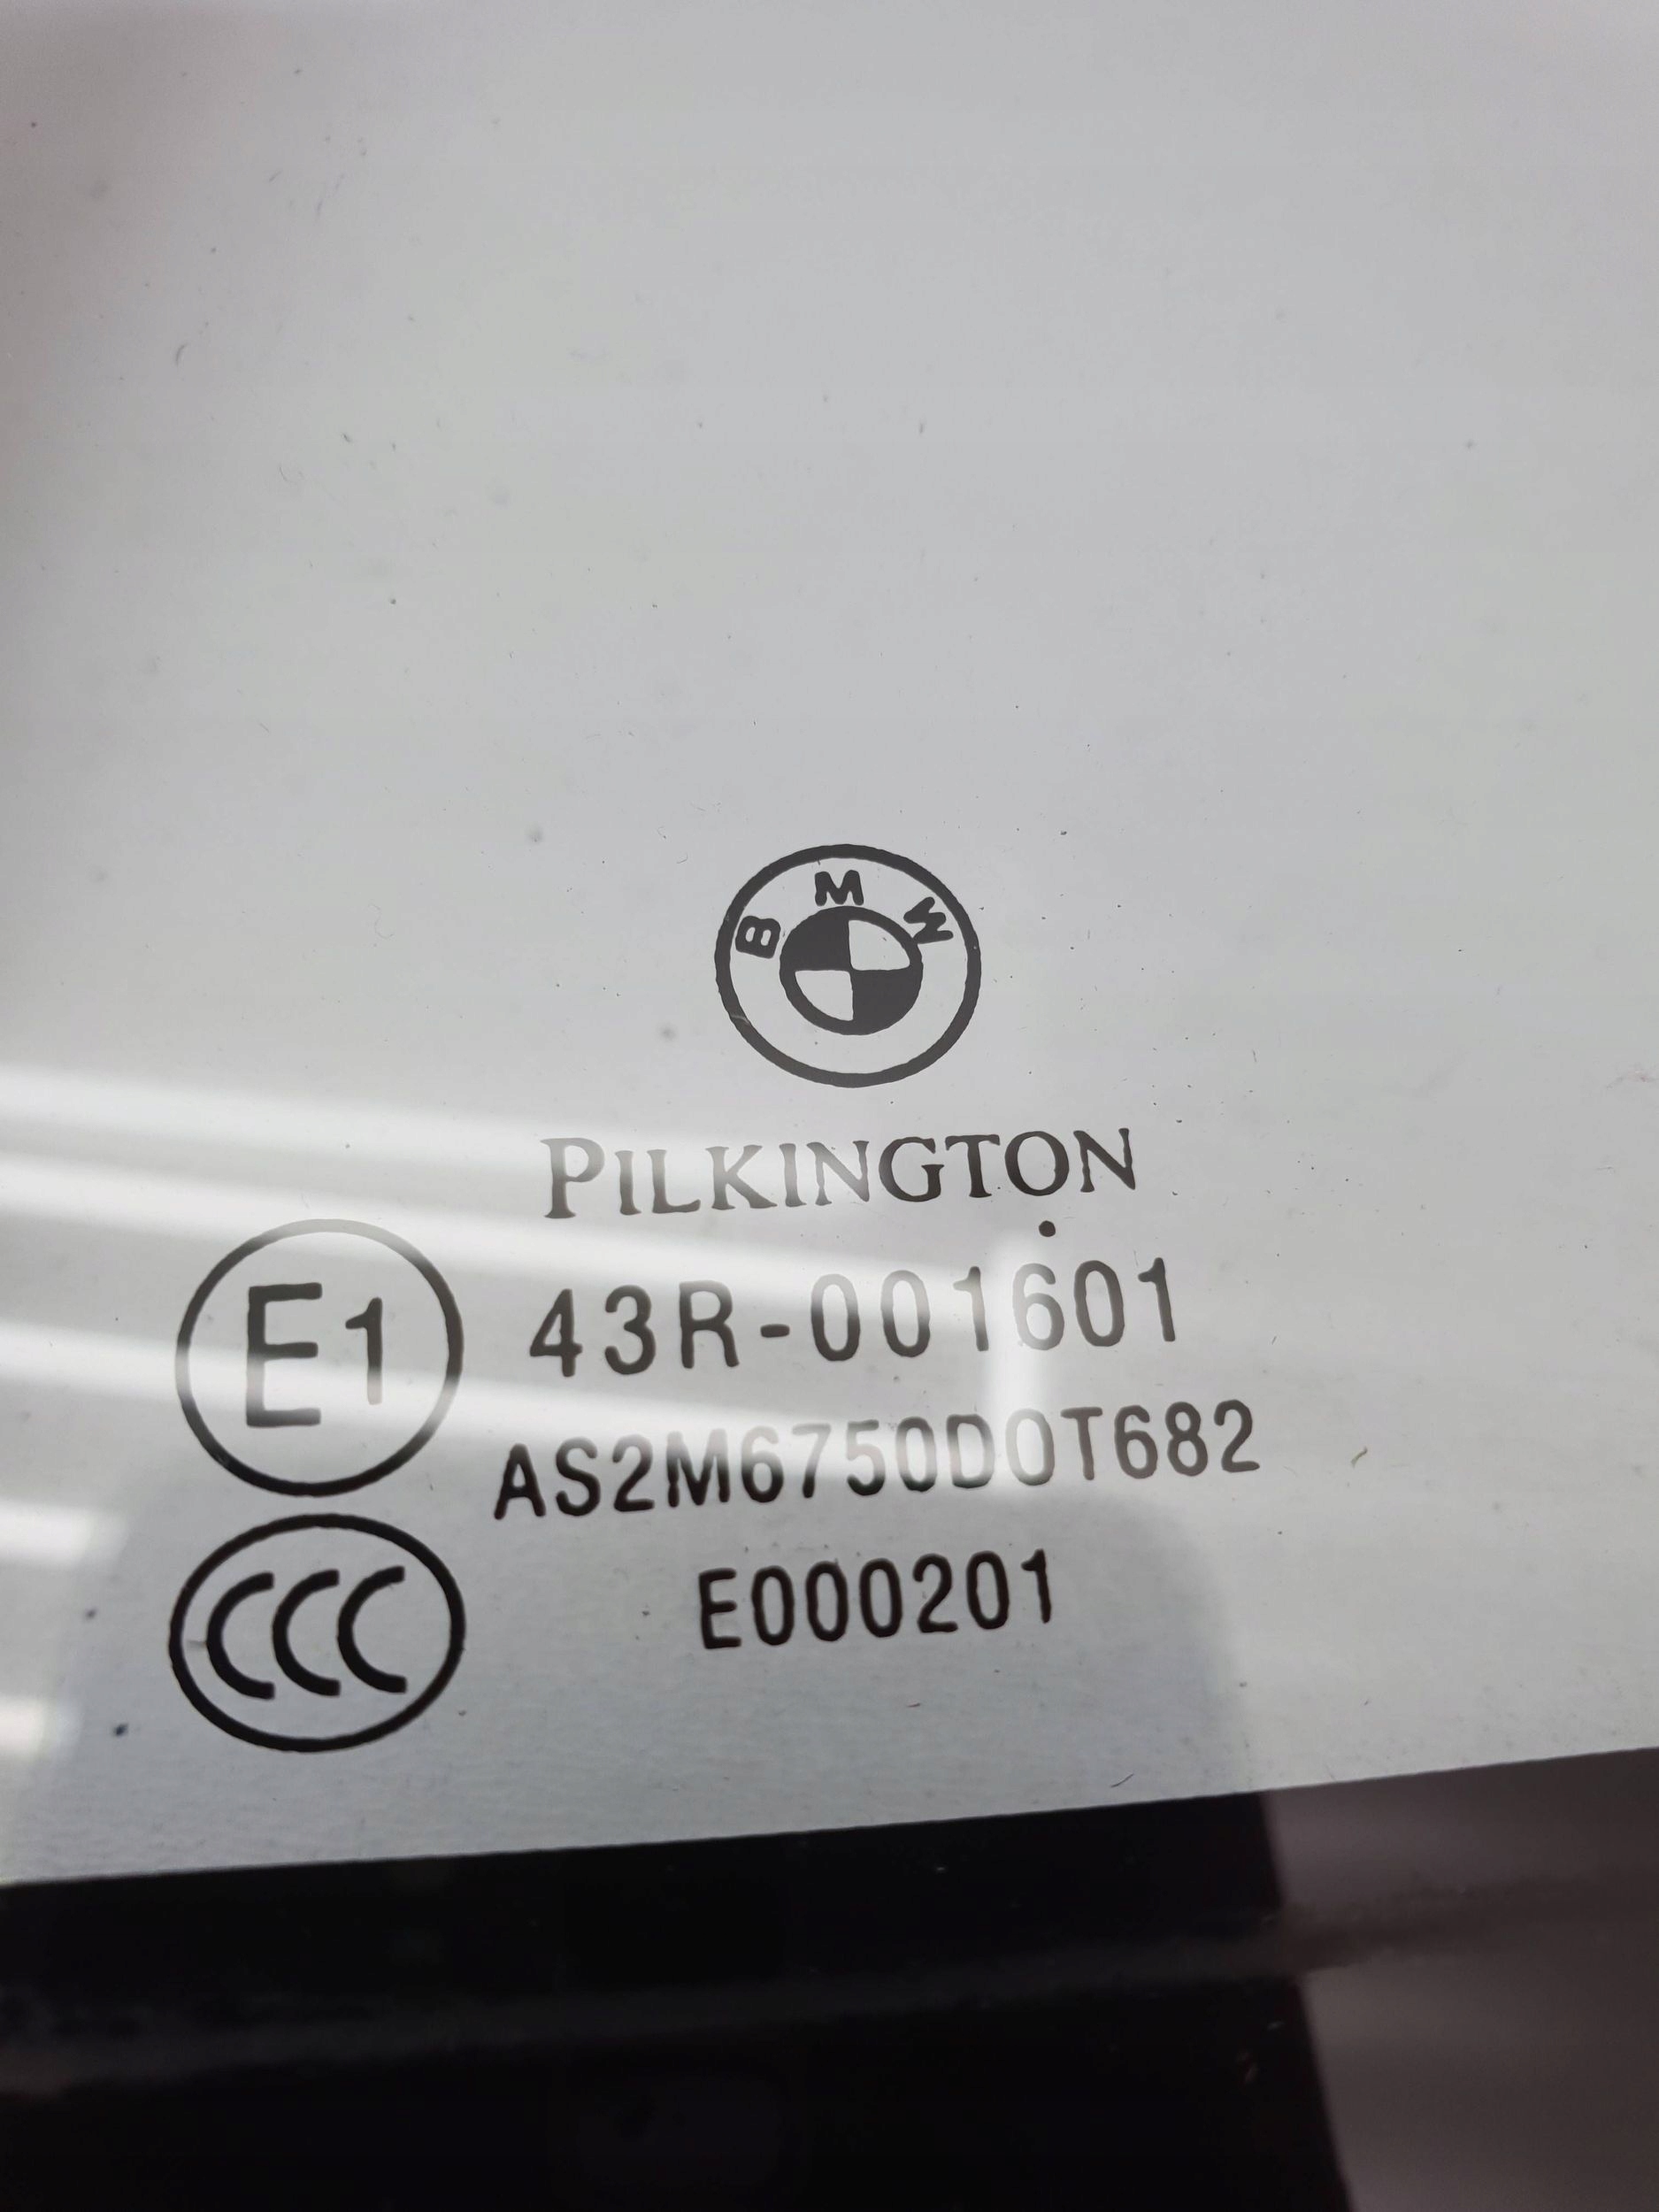 BMW
PILKINGTON
E1 43R-001601
AS2M6750DOT682
CCC E000201